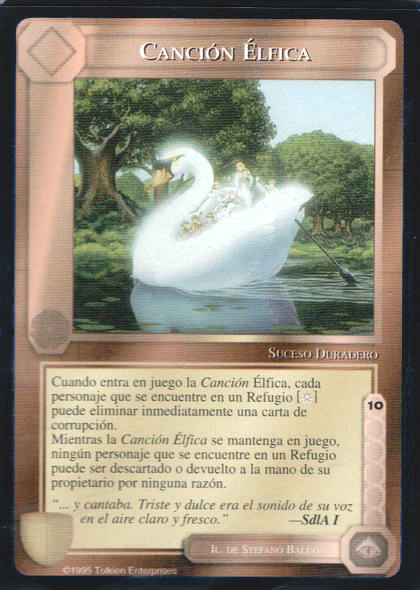 CANCIÓN ÉLFICA
SUCESO DURADERO
Cuando entra en juego la Canción Élfica, cada
personaje que se encuentre en un Refugio [ ]
puede eliminar inmediatamente una carta de
corrupción.
Mientras la Canción Élfica se mantenga en juego,
ningún personaje que se encuentre en un Refugio
puede ser descartado o devuelto a la mano de su
propietario por ninguna razón.
10
"... y cantaba. Triste y dulce era el sonido de su voz
en el aire claro y fresco." —SdlA I
IL. DE STEFANO BALDO
©1995 Tolkien Enterprises